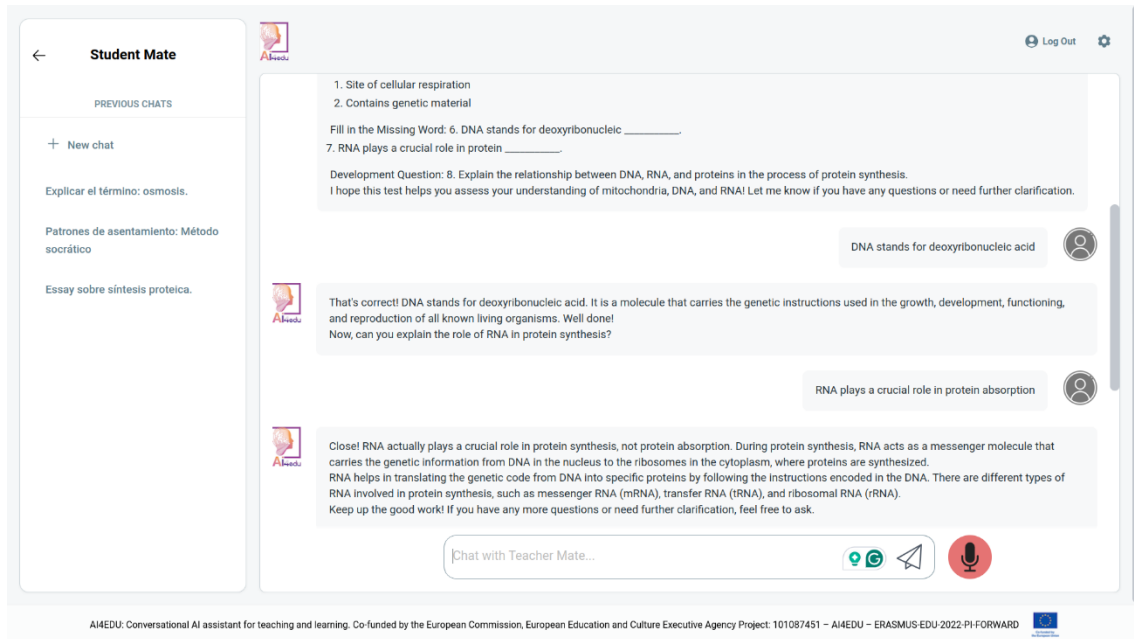 Student Mate
PREVIOUS CHATS
+ New chat
Explicar el término: osmosis.
Patrones de asentamiento: Método
socrático
Essay sobre síntesis proteica.
AI4edu
Log Out
1. Site of cellular respiration
2. Contains genetic material
Fill in the Missing Word: 6. DNA stands for deoxyribonucleic __________.
7. RNA plays a crucial role in protein __________.
Development Question: 8. Explain the relationship between DNA, RNA, and proteins in the process of protein synthesis.
I hope this test helps you assess your understanding of mitochondria, DNA, and RNA! Let me know if you have any questions or need further clarification.
DNA stands for deoxyribonucleic acid
AI4edu
That's correct! DNA stands for deoxyribonucleic acid. It is a molecule that carries the genetic instructions used in the growth, development, functioning,
and reproduction of all known living organisms. Well done!
Now, can you explain the role of RNA in protein synthesis?
RNA plays a crucial role in protein absorption
AI4edu
Close! RNA actually plays a crucial role in protein synthesis, not protein absorption. During protein synthesis, RNA acts as a messenger molecule that
carries the genetic information from DNA in the nucleus to the ribosomes in the cytoplasm, where proteins are synthesized.
RNA helps in translating the genetic code from DNA into specific proteins by following the instructions encoded in the DNA. There are different types of
RNA involved in protein synthesis, such as messenger RNA (mRNA), transfer RNA (tRNA), and ribosomal RNA (rRNA).
Keep up the good work! If you have any more questions or need further clarification, feel free to ask.
Chat with Teacher Mate...
AI4EDU: Conversational AI assistant for teaching and learning. Co-funded by the European Commission, European Education and Culture Executive Agency Project: 101087451 – AI4EDU – ERASMUS-EDU-2022-PI-FORWARD